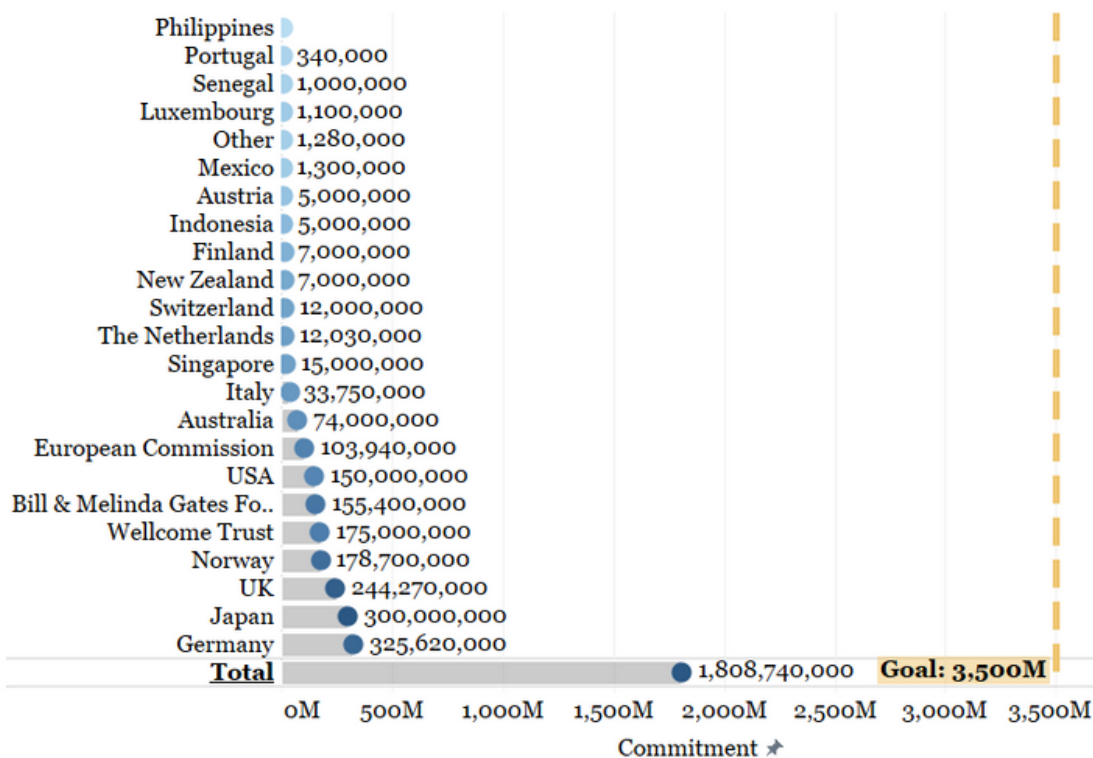 Philippines
Portugal 340,000
Senegal 1,000,000
Luxembourg 1,100,000
Other 1,280,000
Mexico 1,300,000
Austria 5,000,000
Indonesia 5,000,000
Finland 7,000,000
New Zealand 7,000,000
Switzerland 12,000,000
The Netherlands 12,030,000
Singapore 15,000,000
Italy 33,750,000
Australia 74,000,000
European Commission 103,940,000
USA 150,000,000
Bill & Melinda Gates Fo.. 155,400,000
Wellcome Trust 175,000,000
Norway 178,700,000
UK 244,270,000
Japan 300,000,000
Germany 325,620,000
Total 1,808,740,000 Goal: 3,500M
0M 500M 1,000M 1,500M 2,000M 2,500M 3,000M 3,500M
Commitment